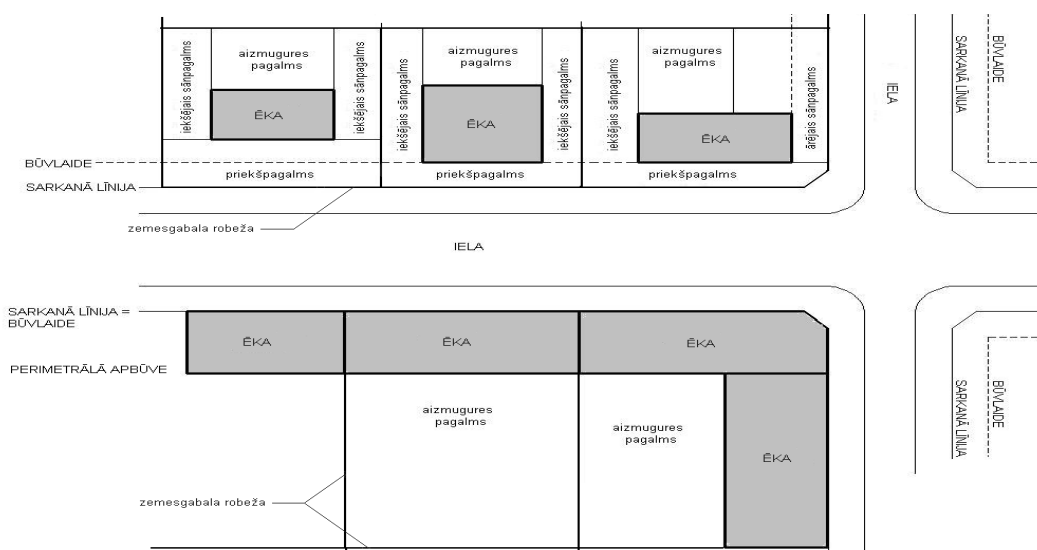 iekšējais sānpagalms
aizmugures
pagalms
iekšējais sānpagalms
iekšējais sānpagalms
aizmugures
pagalms
iekšējais sānpagalms
iekšējais sānpagalms
aizmugures
pagalms
ārējais sānpagalms
ĒKA
ĒKA
ĒKA
IELA
SARKANĀ LĪNIJA
BŪVLAIDE
BŪVLAIDE
priekšpagalms
priekšpagalms
priekšpagalms
SARKANĀ LĪNIJA
zemesgabala robeža
IELA
SARKANĀ LĪNIJA =
BŪVLAIDE
ĒKA
ĒKA
ĒKA
PERIMETRĀLĀ APBŪVE
aizmugures
pagalms
aizmugures
pagalms
ĒKA
IELA
SARKANĀ LĪNIJA
BŪVLAIDE
zemesgabala robeža